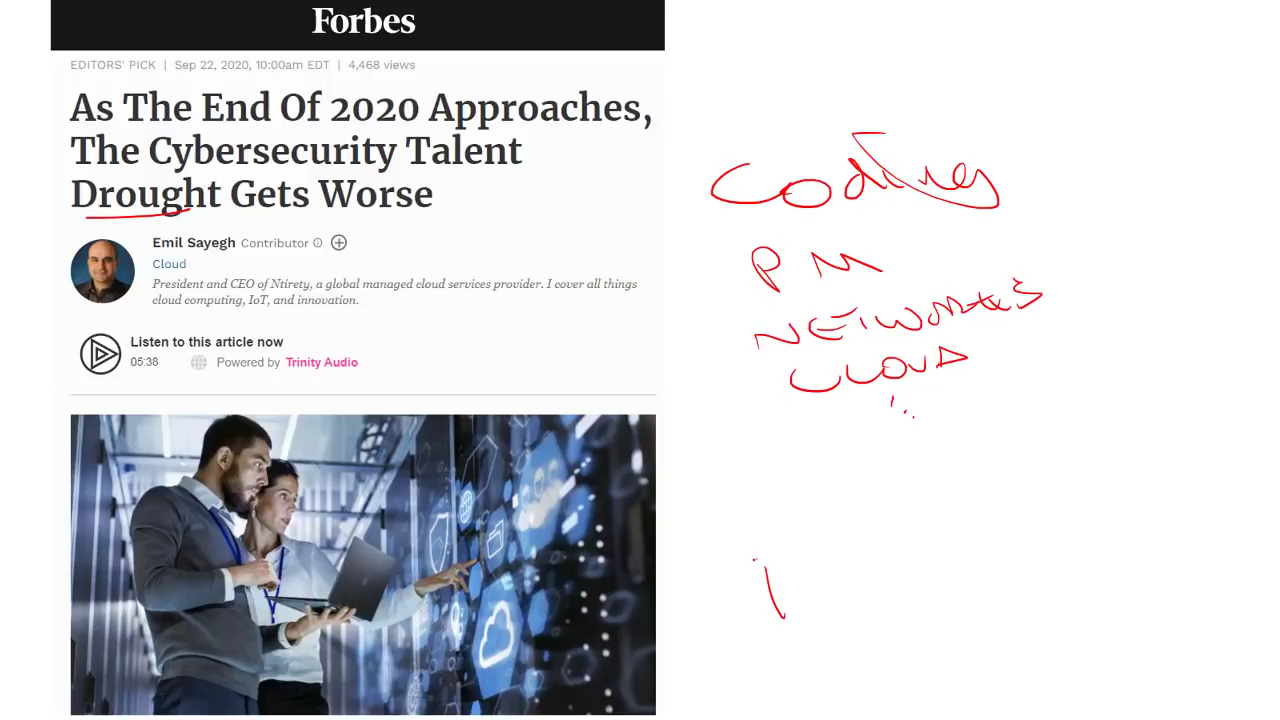 Forbes
EDITORS' PICK | Sep 22, 2020, 10:00am EDT | 4,468 views
As The End Of 2020 Approaches,
The Cybersecurity Talent
Drought Gets Worse
Emil Sayegh Contributor
Cloud
President and CEO of Ntirety, a global managed cloud services provider. I cover all things
cloud computing, IoT, and innovation.
Listen to this article now
05:38 Powered by Trinity Audio
PM
NETWORKS
CLOUD
...